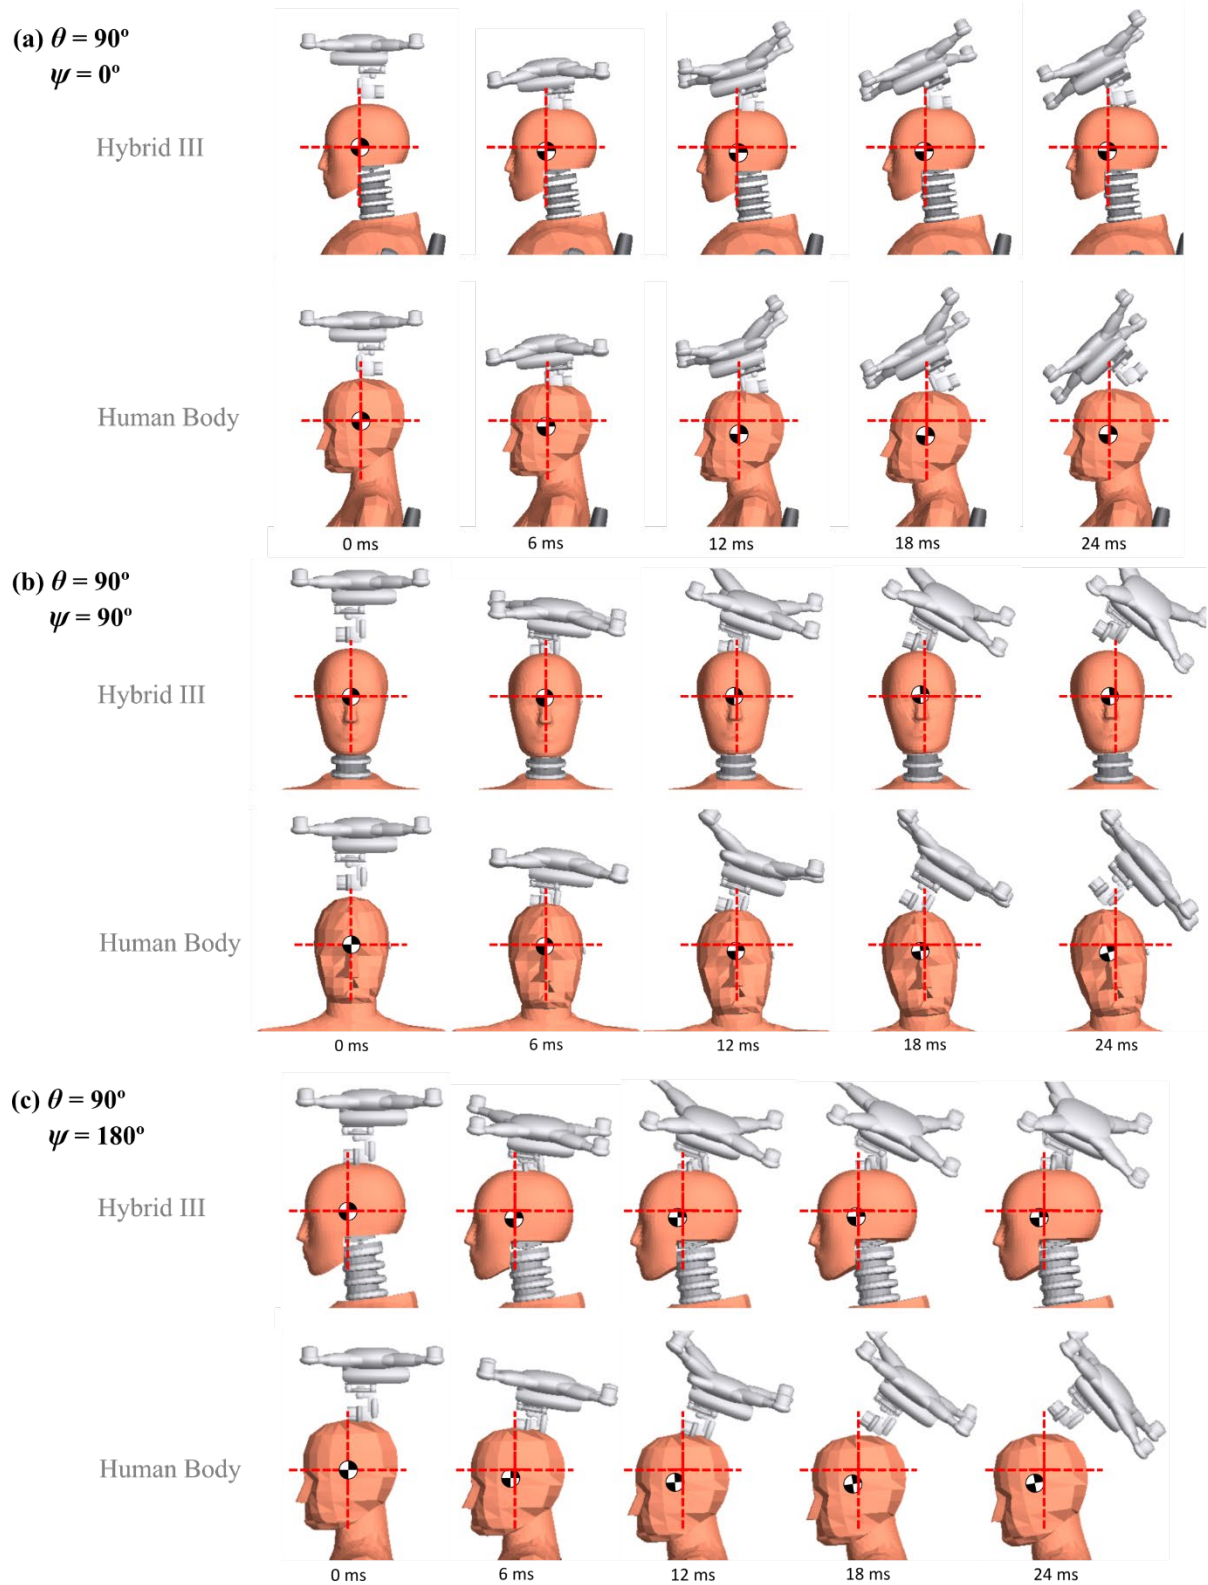 (a) θ = 90º
ψ = 0º
Hybrid III
Human Body
0 ms 6 ms 12 ms 18 ms 24 ms
(b) θ = 90º
ψ = 90º
Hybrid III
Human Body
0 ms 6 ms 12 ms 18 ms 24 ms
(c) θ = 90º
ψ = 180º
Hybrid III
Human Body
0 ms 6 ms 12 ms 18 ms 24 ms